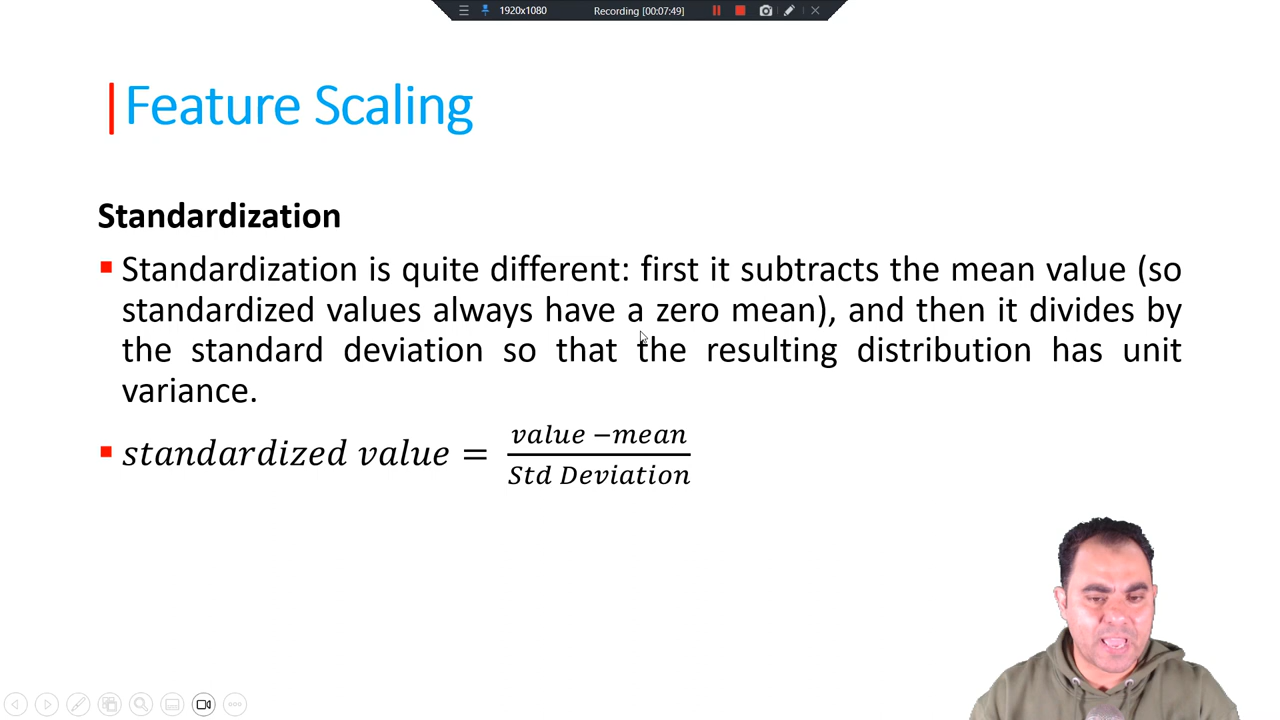 1920x1080
Recording [00:07:49]
Feature Scaling
Standardization
Standardization is quite different: first it subtracts the mean value (so
standardized values always have a zero mean), and then it divides by
the standard deviation so that the resulting distribution has unit
variance.
standardized value = value −mean
Std Deviation